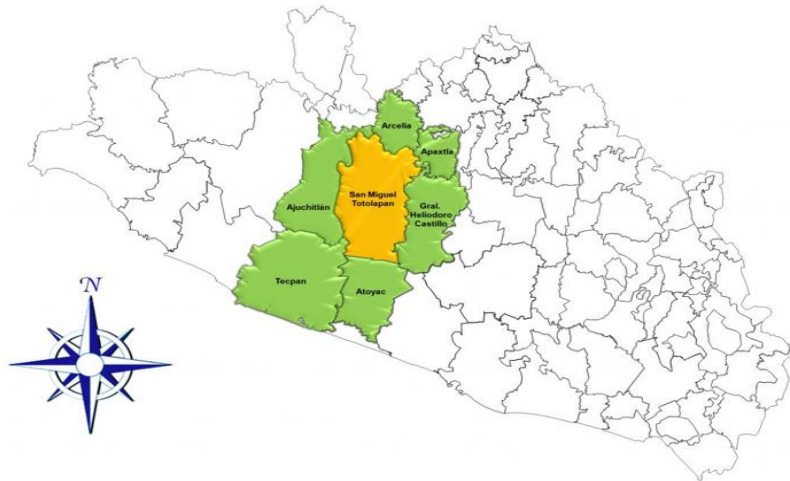 Arcelia
Apaxtla
San Miguel
Totolapan
Ajuchitlán
Gral.
Heliodoro
Castillo
Tecpan
Atoyac
N